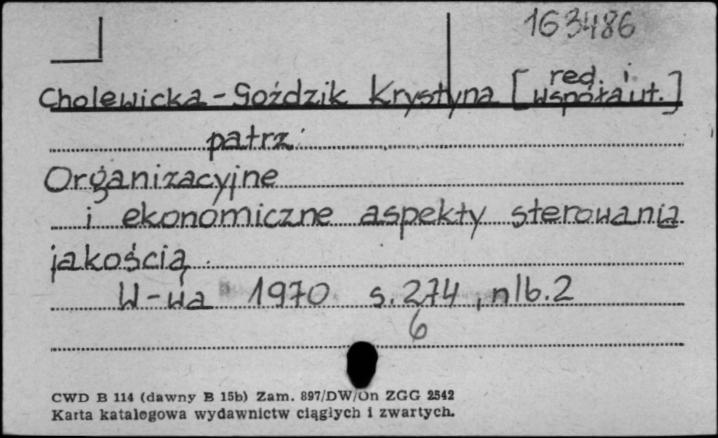 163486
Cholewicka-Goździk Krystyna [red. i współaut.]
patrz:
Organizacyjne
i ekonomiczne aspekty sterowania
jakością.
W-wa 1970 s. 274, nlb. 2
6
CWD B 114 (dawny B 15b) Zam. 897/DW/On ZGG 2542
Karta katalogowa wydawnictw ciągłych i zwartych.